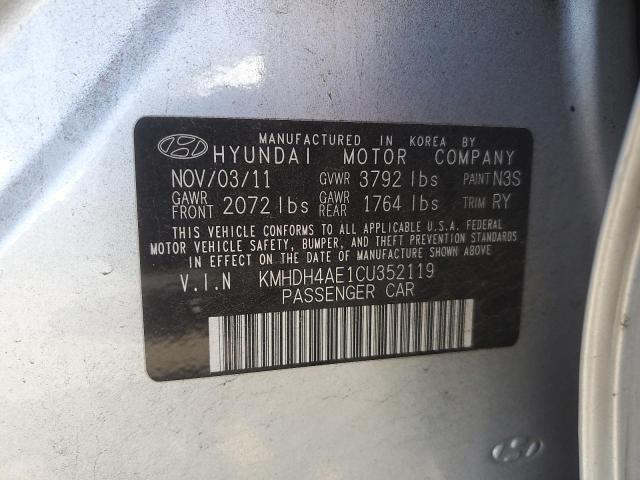 MANUFACTURED IN KOREA BY
HYUNDAI MOTOR COMPANY
NOV/03/11 GVWR 3792 lbs PAINT N3S
GAWR FRONT 2072 lbs GAWR REAR 1764 lbs TRIM RY
THIS VEHICLE CONFORMS TO ALL APPLICABLE U.S.A. FEDERAL
MOTOR VEHICLE SAFETY, BUMPER, AND THEFT PREVENTION STANDARDS
IN EFFECT ON THE DATE OF MANUFACTURE SHOWN ABOVE.
V.I.N KMHDH4AE1CU352119
PASSENGER CAR